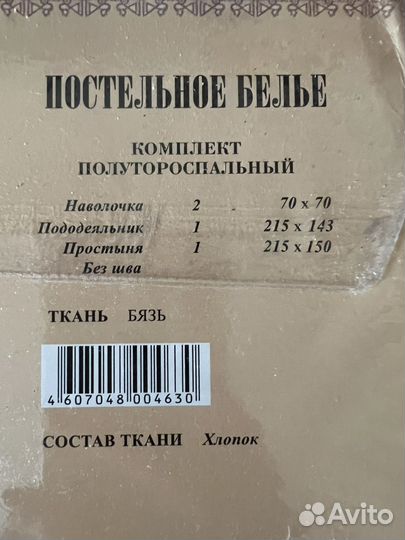 ПОСТЕЛЬНОЕ БЕЛЬЕ
КОМПЛЕКТ
ПОЛУТОРОСПАЛЬНЫЙ
Наволочка 2 70 x 70
Пододеяльник 1 215 x 143
Простыня 1 215 x 150
Без шва
ТКАНЬ БЯЗЬ
4 607048 004630
СОСТАВ ТКАНИ Хлопок
Avito